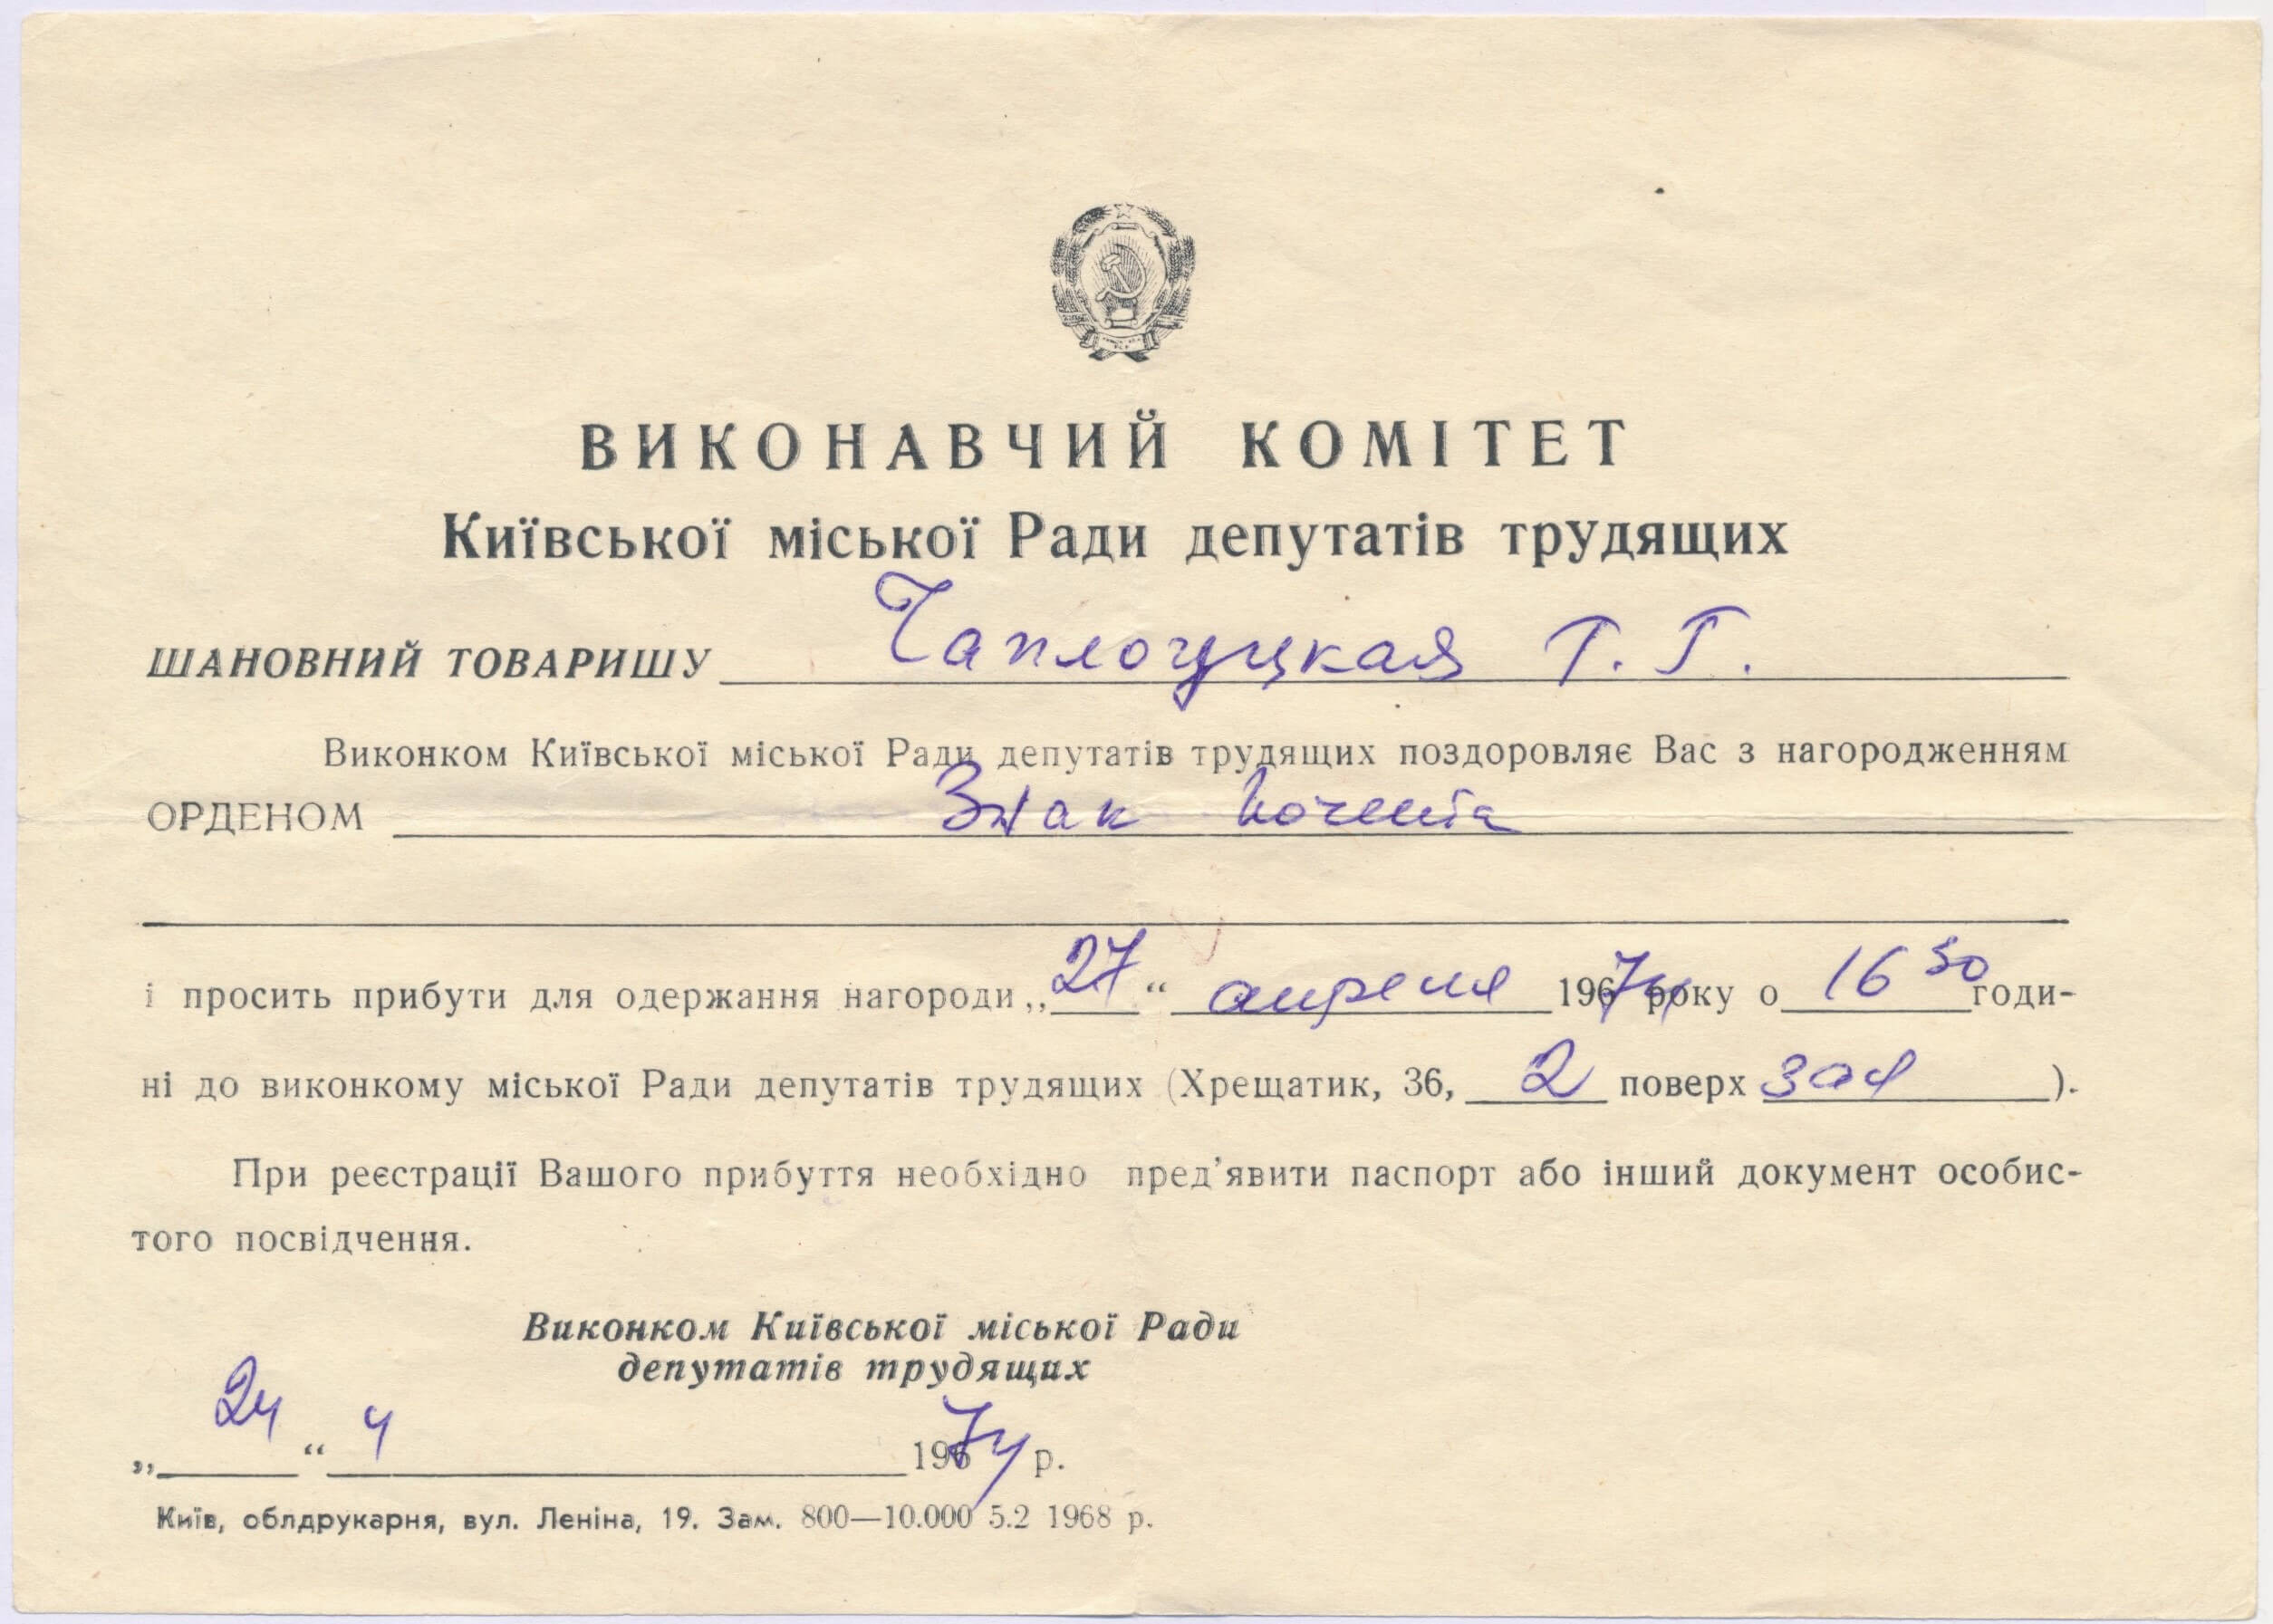 ВИКОНАВЧИЙ КОМІТЕТ
Київської міської Ради депутатів трудящих
ШАНОВНИЙ ТОВАРИШУ Чаплоуцкая Т. Г.
Виконком Київської міської Ради депутатів трудящих поздоровляє Вас з нагородженням
ОРДЕНОМ Знак Почета
і просить прибути для одержання нагороди „27“ апреля 1974 року о 16 30 годи-
ні до виконкому міської Ради депутатів трудящих (Хрещатик, 36, 2 поверх зал ).
При реєстрації Вашого прибуття необхідно пред’явити паспорт або інший документ особис-
того посвідчення.
Виконком Київської міської Ради
депутатів трудящих
„24“ 4 1974 р.
Київ, облдрукарня, вул. Леніна, 19. Зам. 800—10.000 5.2 1968 р.